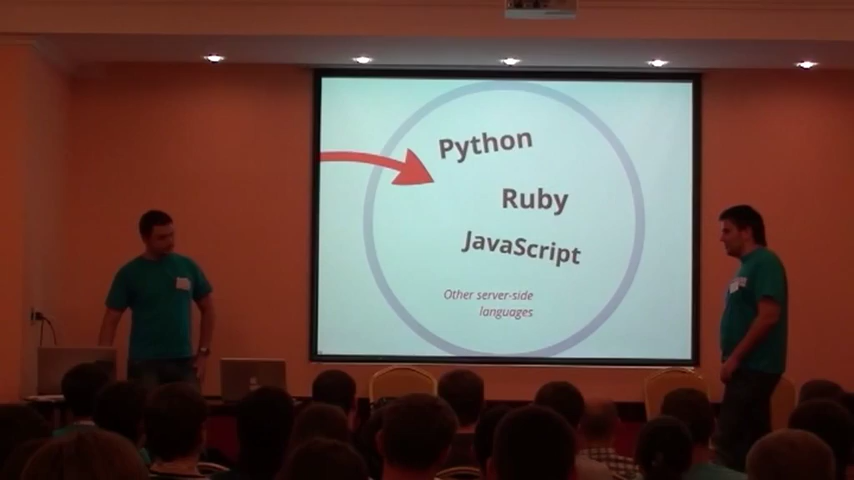 Python
Ruby
JavaScript
Other server-side
languages